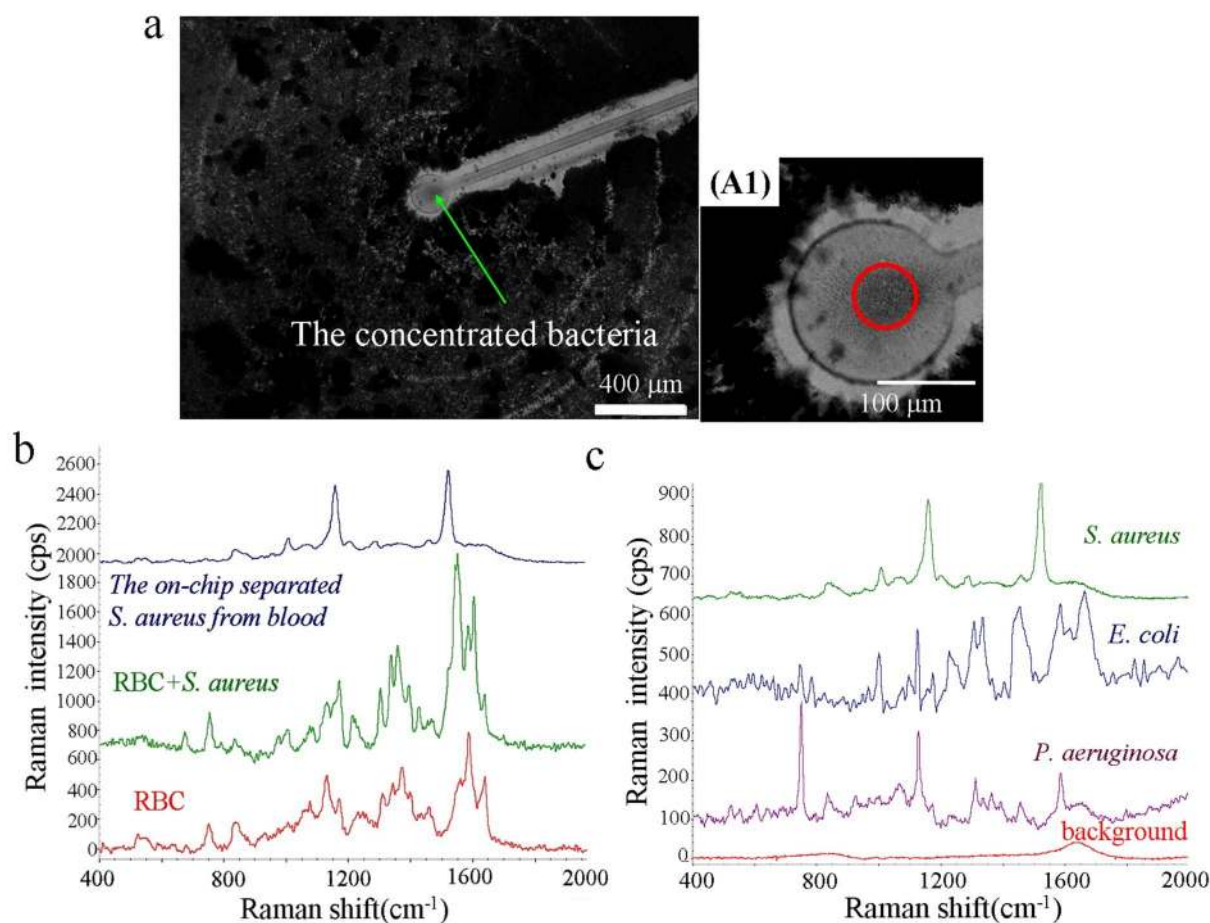 a
The concentrated bacteria
400 μm
(A1)
100 μm
b
Raman intensity (cps)
2600
2400
2200
2000
1800
1600
1400
1200
1000
800
600
400
200
0
The on-chip separated
S. aureus from blood
RBC+S. aureus
RBC
400 800 1200 1600 2000
Raman shift(cm⁻¹)
c
Raman intensity (cps)
900
800
700
600
500
400
300
200
100
0
S. aureus
E. coli
P. aeruginosa
background
400 800 1200 1600 2000
Raman shift(cm⁻¹)